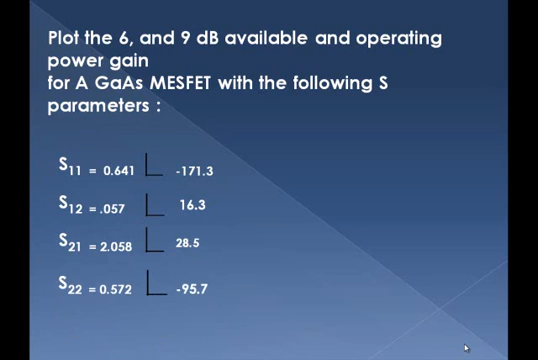 Plot the 6, and 9 dB available and operating
power gain
for A GaAs MESFET with the following S
parameters :
S11 = 0.641 -171.3
S12 = .057 16.3
S21 = 2.058 28.5
S22 = 0.572 -95.7